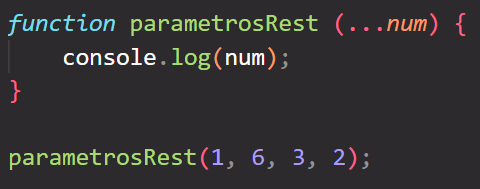 function parametrosRest (...num) {
    console.log(num);
}

parametrosRest(1, 6, 3, 2);